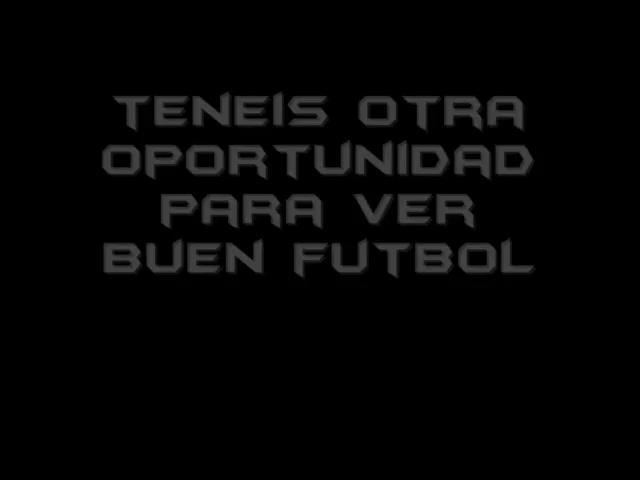 TENEIS OTRA
OPORTUNIDAD
PARA VER
BUEN FUTBOL